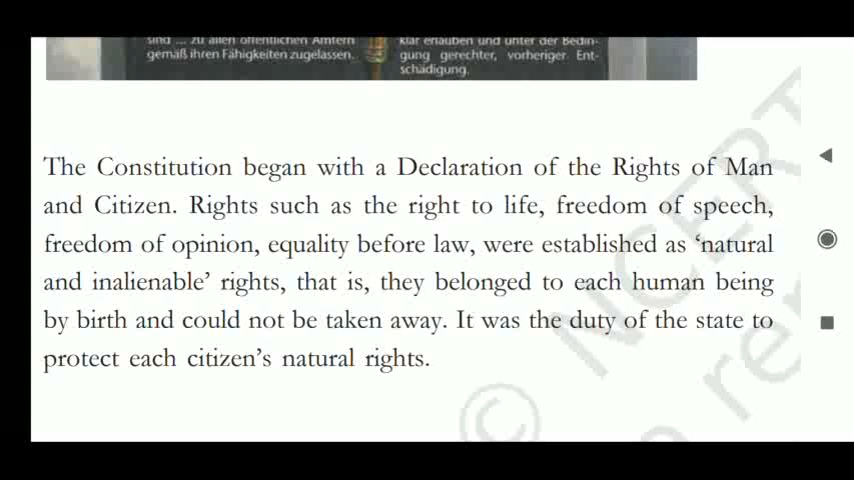 sind ... zu allen öffentlichen Ämtern
gemäß ihren Fähigkeiten zugelassen.
klar erlauben und unter der Bedin-
gung gerechter, vorheriger Ent-
schädigung.
The Constitution began with a Declaration of the Rights of Man
and Citizen. Rights such as the right to life, freedom of speech,
freedom of opinion, equality before law, were established as ‘natural
and inalienable’ rights, that is, they belonged to each human being
by birth and could not be taken away. It was the duty of the state to
protect each citizen’s natural rights.
© NCERT